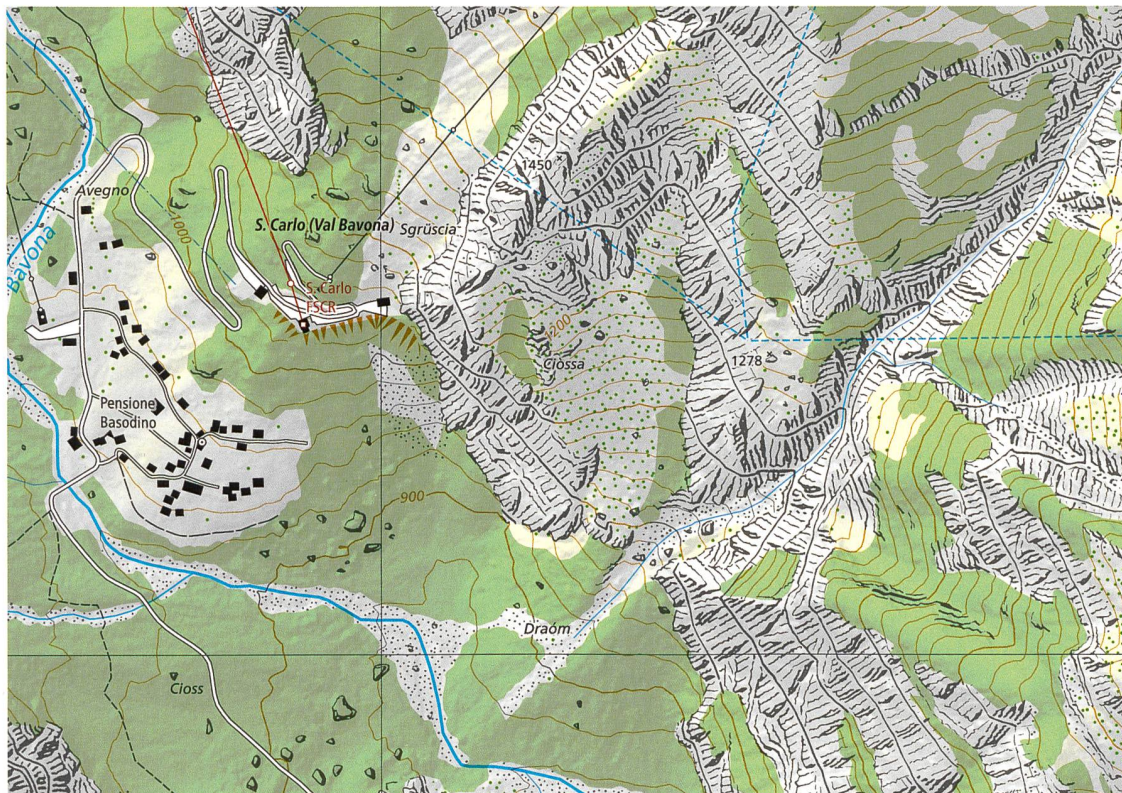 1450
Avegno
S. Carlo (Val Bavona)
Sgrüscia
1000
Bavona
S. Carlo
FSCR
1200
Ciossa
1278
Pensione
Basodino
900
Draóm
Cioss